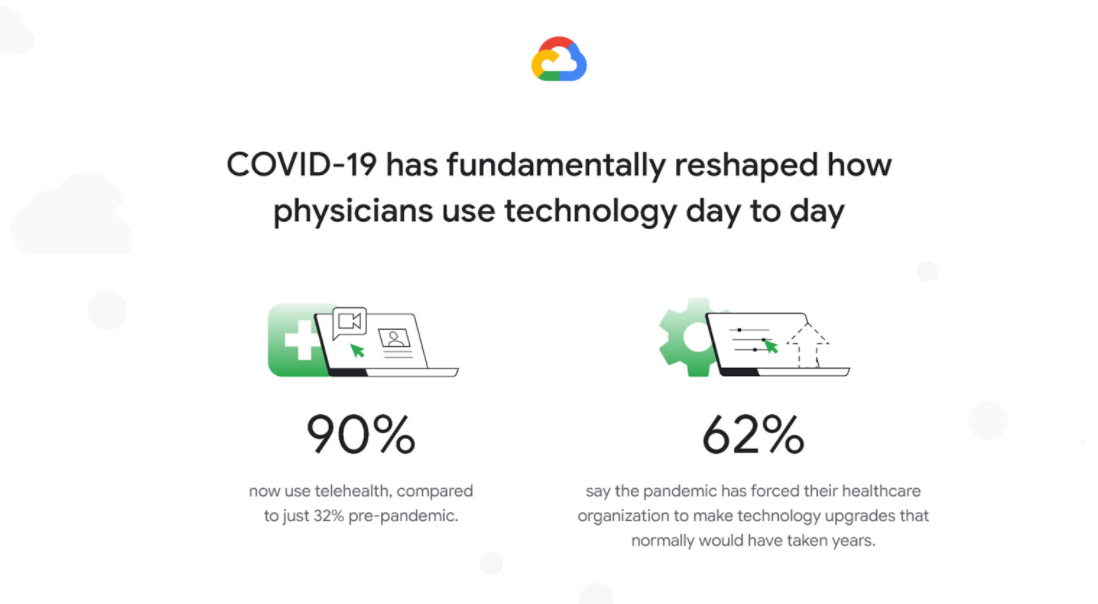 COVID-19 has fundamentally reshaped how
physicians use technology day to day
90%
now use telehealth, compared
to just 32% pre-pandemic.
62%
say the pandemic has forced their healthcare
organization to make technology upgrades that
normally would have taken years.